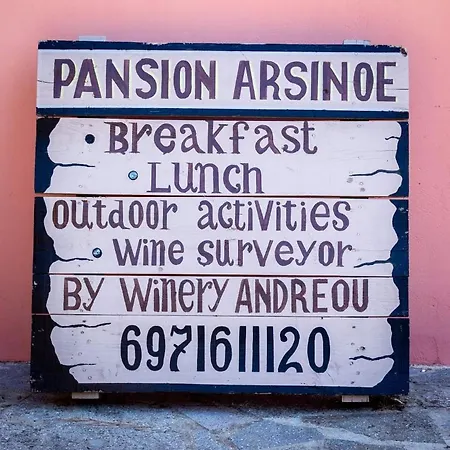 PANSION ARSINOE
Breakfast
Lunch
outdoor activities
wine surveyor
By Winery ANDREOU
6971611120